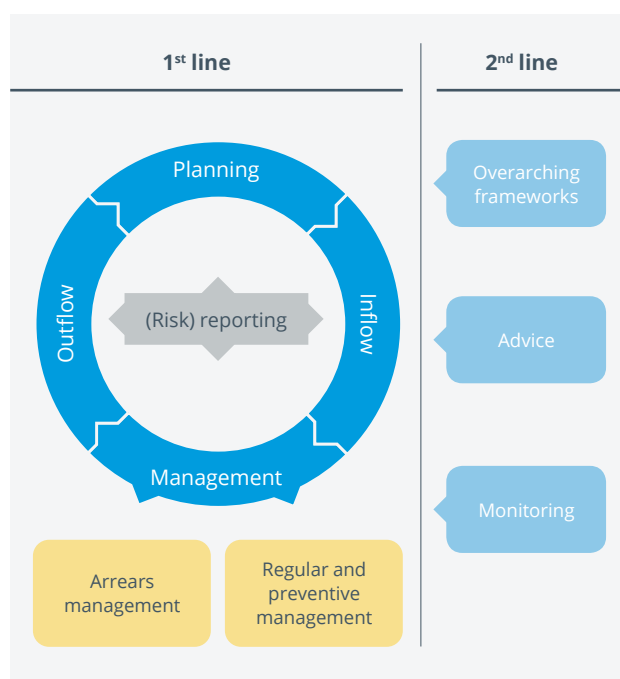 1st line
2nd line
Planning
Inflow
Management
Outflow
(Risk) reporting
Arrears
management
Regular and
preventive
management
Overarching
frameworks
Advice
Monitoring